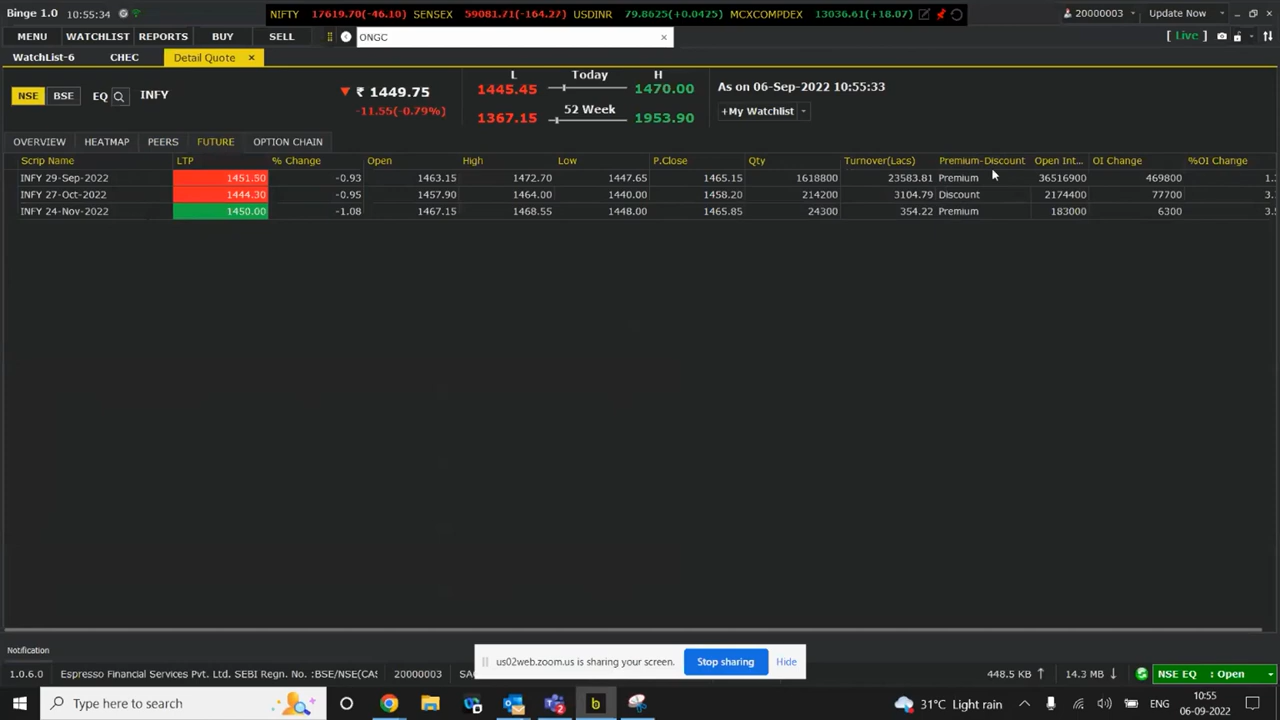 Binge 1.0 10:55:34 NIFTY 17619.70(-46.10) SENSEX 59081.71(-164.27) USDINR 79.8625(+0.0425) MCXCOMPDEX 13036.61(+18.07) 20000003 Update Now
MENU WATCHLIST REPORTS BUY SELL ONGC [ Live ]
WatchList-6 CHEC Detail Quote
L Today H
NSE BSE EQ INFY ₹ 1449.75 1445.45 1470.00 As on 06-Sep-2022 10:55:33
-11.55(-0.79%) 52 Week +My Watchlist
1367.15 1953.90
OVERVIEW HEATMAP PEERS FUTURE OPTION CHAIN
Scrip Name LTP % Change Open High Low P.Close Qty Turnover(Lacs) Premium-Discount Open Int... OI Change %OI Change
INFY 29-Sep-2022 1451.50 -0.93 1463.15 1472.70 1447.65 1465.15 1618800 23583.81 Premium 36516900 469800 1.
INFY 27-Oct-2022 1444.30 -0.95 1457.90 1464.00 1440.00 1458.20 214200 3104.79 Discount 2174400 77700 3.
INFY 24-Nov-2022 1450.00 -1.08 1467.15 1468.55 1448.00 1465.85 24300 354.22 Premium 183000 6300 3.
Notification
us02web.zoom.us is sharing your screen. Stop sharing Hide
1.0.6.0 Espresso Financial Services Pvt. Ltd. SEBI Regn. No. :BSE/NSE(CAS 20000003 448.5 KB 14.3 MB NSE EQ : Open
Type here to search 31°C Light rain ENG 10:55
06-09-2022